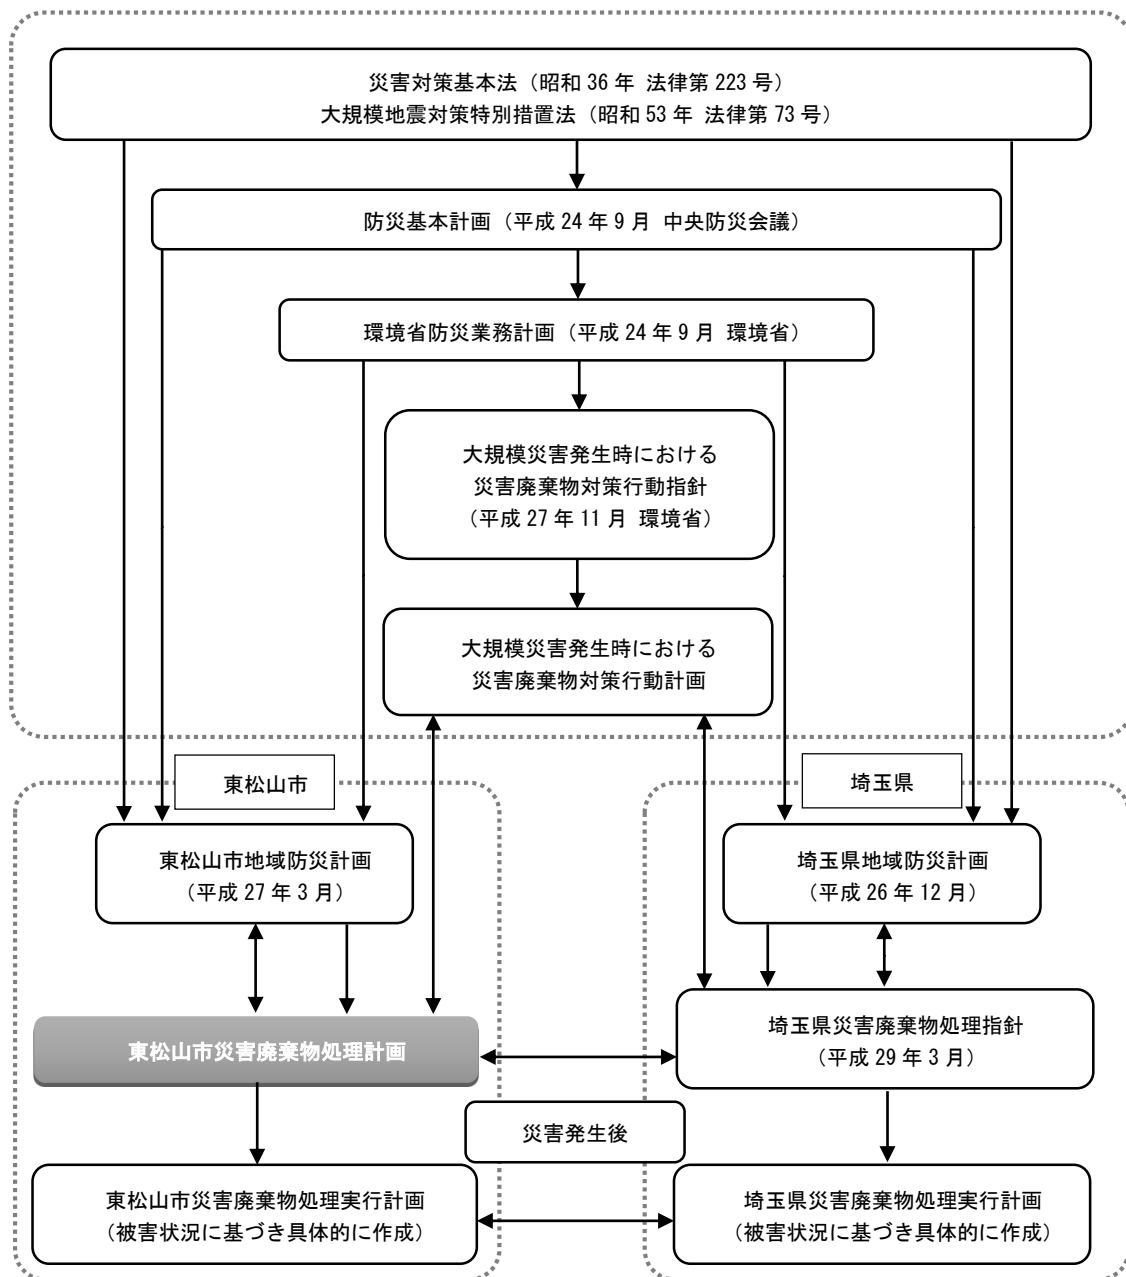 災害対策基本法（昭和 36 年 法律第 223 号）
大規模地震対策特別措置法（昭和 53 年 法律第 73 号）
防災基本計画（平成 24 年 9 月 中央防災会議）
環境省防災業務計画（平成 24 年 9 月 環境省）
大規模災害発生時における
災害廃棄物対策行動指針
（平成 27 年 11 月 環境省）
大規模災害発生時における
災害廃棄物対策行動計画
東松山市
埼玉県
東松山市地域防災計画
（平成 27 年 3 月）
埼玉県地域防災計画
（平成 26 年 12 月）
東松山市災害廃棄物処理計画
埼玉県災害廃棄物処理指針
（平成 29 年 3 月）
災害発生後
東松山市災害廃棄物処理実行計画
（被害状況に基づき具体的に作成）
埼玉県災害廃棄物処理実行計画
（被害状況に基づき具体的に作成）